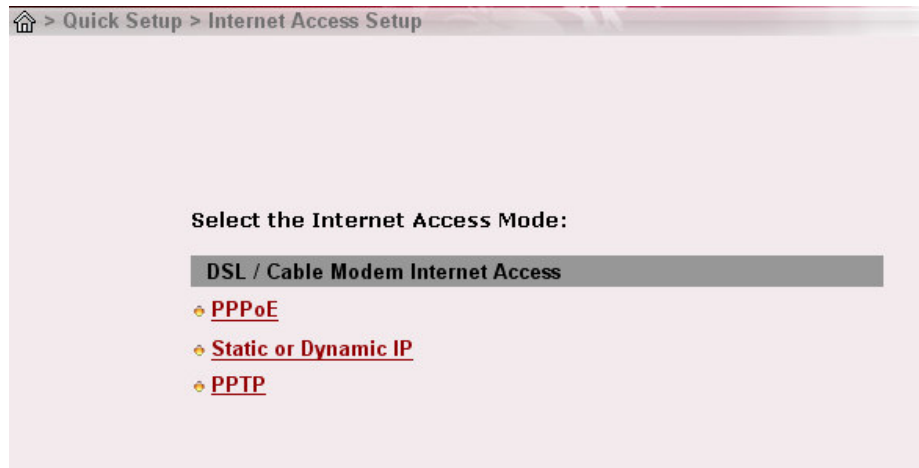 > Quick Setup > Internet Access Setup
Select the Internet Access Mode:
DSL / Cable Modem Internet Access
PPPoE
Static or Dynamic IP
PPTP